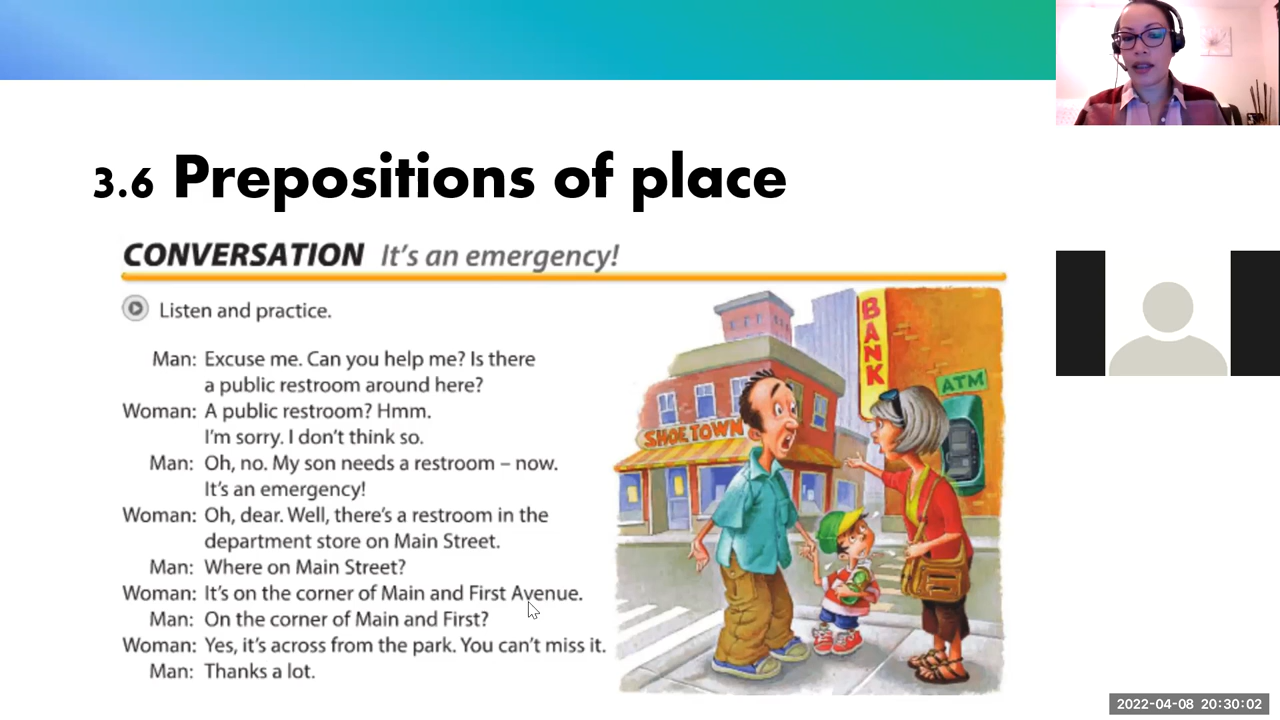 3.6 Prepositions of place
CONVERSATION It's an emergency!
Listen and practice.
Man: Excuse me. Can you help me? Is there
a public restroom around here?
Woman: A public restroom? Hmm.
I'm sorry. I don't think so.
Man: Oh, no. My son needs a restroom – now.
It's an emergency!
Woman: Oh, dear. Well, there's a restroom in the
department store on Main Street.
Man: Where on Main Street?
Woman: It's on the corner of Main and First Avenue.
Man: On the corner of Main and First?
Woman: Yes, it's across from the park. You can't miss it.
Man: Thanks a lot.
BANK
ATM
SHOE TOWN
2022-04-08 20:30:02